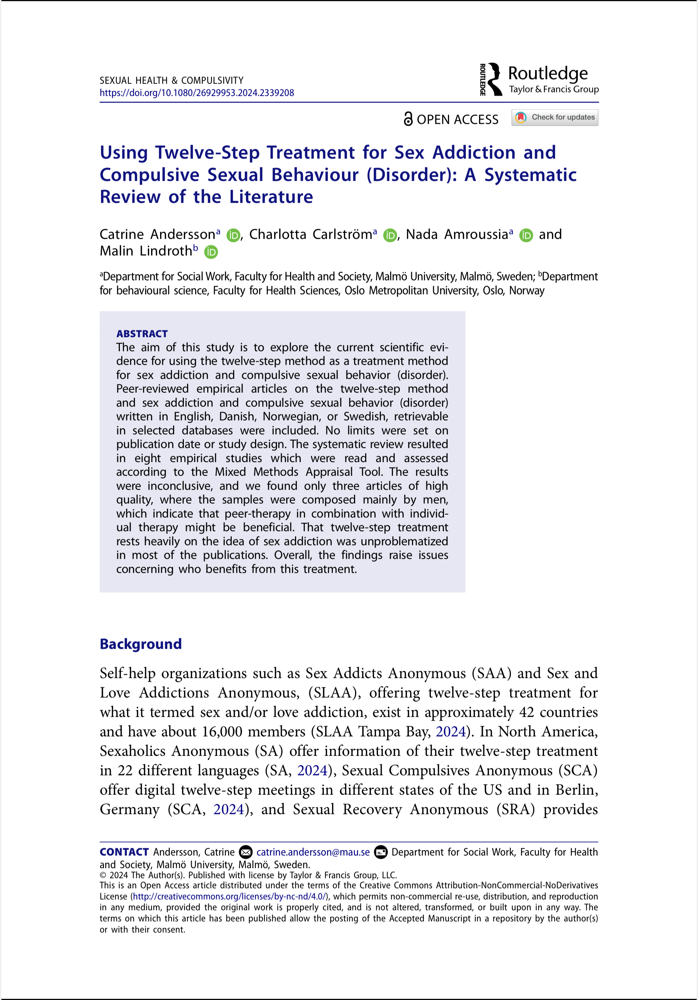 SEXUAL HEALTH & COMPULSIVITY
https://doi.org/10.1080/26929953.2024.2339208
ROUTLEDGE
Routledge
Taylor & Francis Group
OPEN ACCESS
Check for updates
Using Twelve-Step Treatment for Sex Addiction and
Compulsive Sexual Behaviour (Disorder): A Systematic
Review of the Literature
Catrine Anderssonᵃ iD, Charlotta Carlströmᵃ iD, Nada Amroussiaᵃ iD and
Malin Lindrothᵇ iD
ᵃDepartment for Social Work, Faculty for Health and Society, Malmö University, Malmö, Sweden; ᵇDepartment
for behavioural science, Faculty for Health Sciences, Oslo Metropolitan University, Oslo, Norway
ABSTRACT
The aim of this study is to explore the current scientific evi-
dence for using the twelve-step method as a treatment method
for sex addiction and compulsive sexual behavior (disorder).
Peer-reviewed empirical articles on the twelve-step method
and sex addiction and compulsive sexual behavior (disorder)
written in English, Danish, Norwegian, or Swedish, retrievable
in selected databases were included. No limits were set on
publication date or study design. The systematic review resulted
in eight empirical studies which were read and assessed
according to the Mixed Methods Appraisal Tool. The results
were inconclusive, and we found only three articles of high
quality, where the samples were composed mainly by men,
which indicate that peer-therapy in combination with individ-
ual therapy might be beneficial. That twelve-step treatment
rests heavily on the idea of sex addiction was unproblematized
in most of the publications. Overall, the findings raise issues
concerning who benefits from this treatment.
Background
Self-help organizations such as Sex Addicts Anonymous (SAA) and Sex and
Love Addictions Anonymous, (SLAA), offering twelve-step treatment for
what it termed sex and/or love addiction, exist in approximately 42 countries
and have about 16,000 members (SLAA Tampa Bay, 2024). In North America,
Sexaholics Anonymous (SA) offer information of their twelve-step treatment
in 22 different languages (SA, 2024), Sexual Compulsives Anonymous (SCA)
offer digital twelve-step meetings in different states of the US and in Berlin,
Germany (SCA, 2024), and Sexual Recovery Anonymous (SRA) provides
CONTACT Andersson, Catrine catrine.andersson@mau.se Department for Social Work, Faculty for Health
and Society, Malmö University, Malmö, Sweden.
© 2024 The Author(s). Published with license by Taylor & Francis Group, LLC.
This is an Open Access article distributed under the terms of the Creative Commons Attribution-NonCommercial-NoDerivatives
License (http://creativecommons.org/licenses/by-nc-nd/4.0/), which permits non-commercial re-use, distribution, and reproduction
in any medium, provided the original work is properly cited, and is not altered, transformed, or built upon in any way. The
terms on which this article has been published allow the posting of the Accepted Manuscript in a repository by the author(s)
or with their consent.